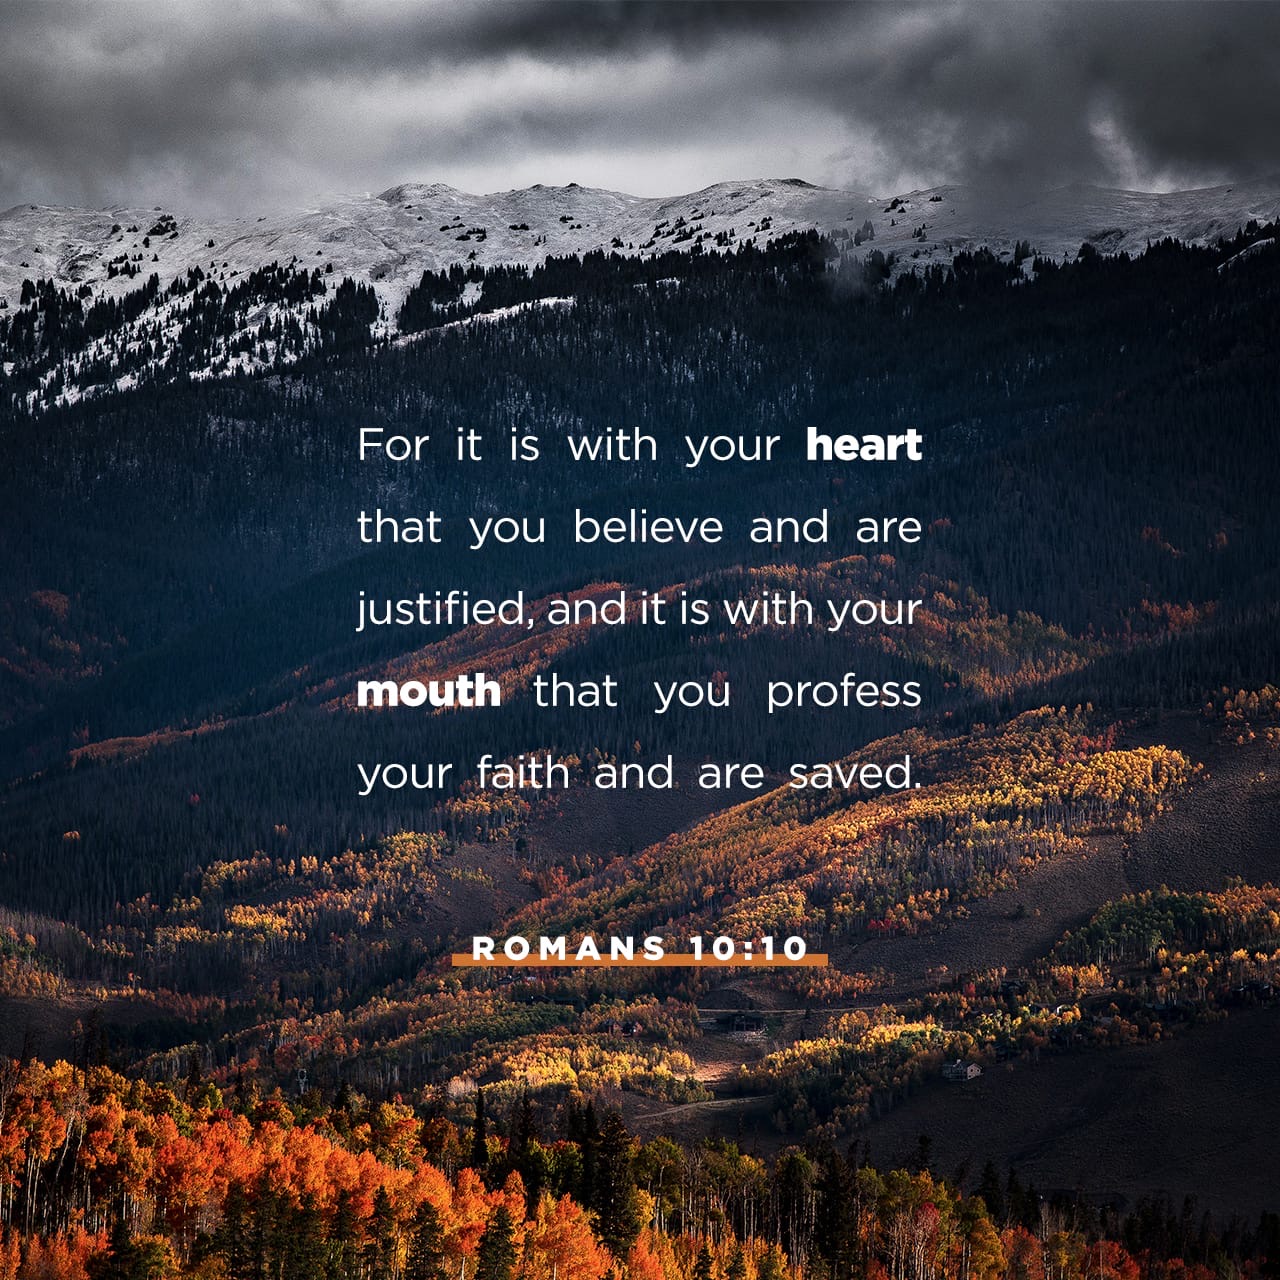 For it is with your heart
that you believe and are
justified, and it is with your
mouth that you profess
your faith and are saved.
ROMANS 10:10